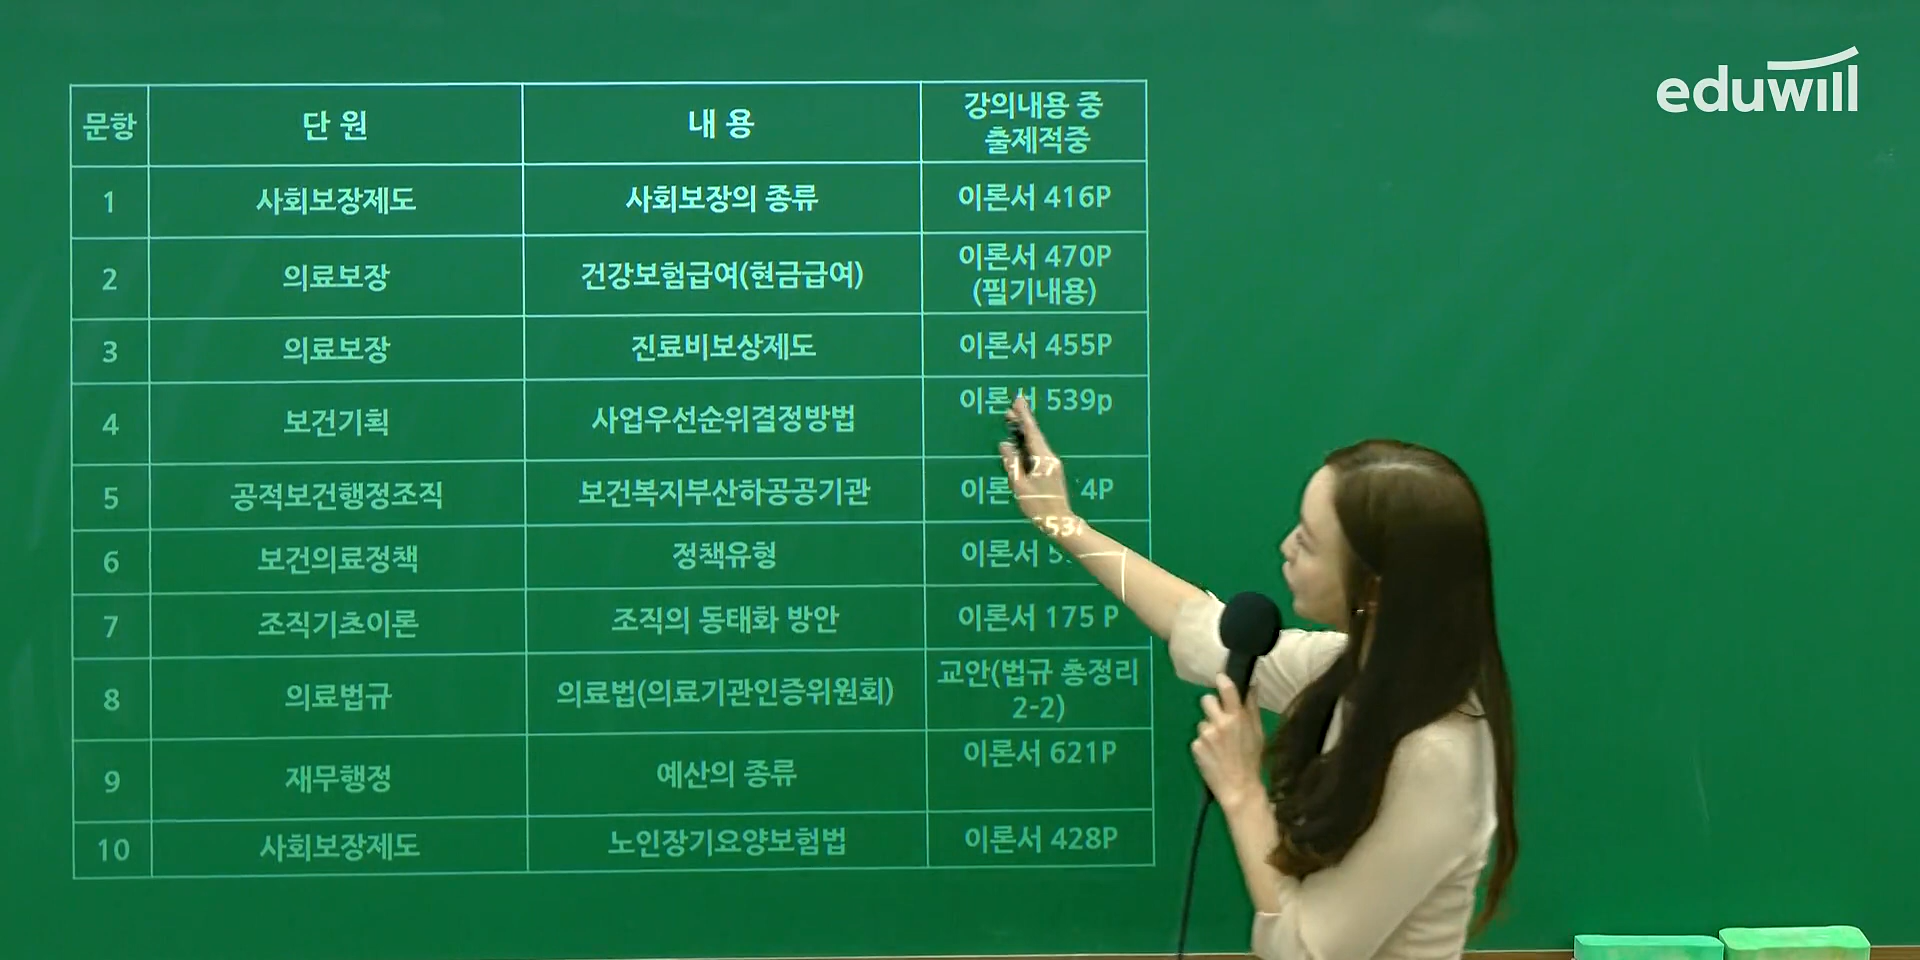 eduwill
문항 단 원 내 용 강의내용 중
출제적중
1 사회보장제도 사회보장의 종류 이론서 416P
2 의료보장 건강보험급여(현금급여) 이론서 470P
(필기내용)
3 의료보장 진료비보상제도 이론서 455P
4 보건기획 사업우선순위결정방법 이론서 539p
5 공적보건행정조직 보건복지부산하공공기관
6 보건의료정책 정책유형 이론서
7 조직기초이론 조직의 동태화 방안 이론서 175 P
8 의료법규 의료법(의료기관인증위원회) 교안(법규 총정리
2-2)
9 재무행정 예산의 종류 이론서 621P
10 사회보장제도 노인장기요양보험법 이론서 428P